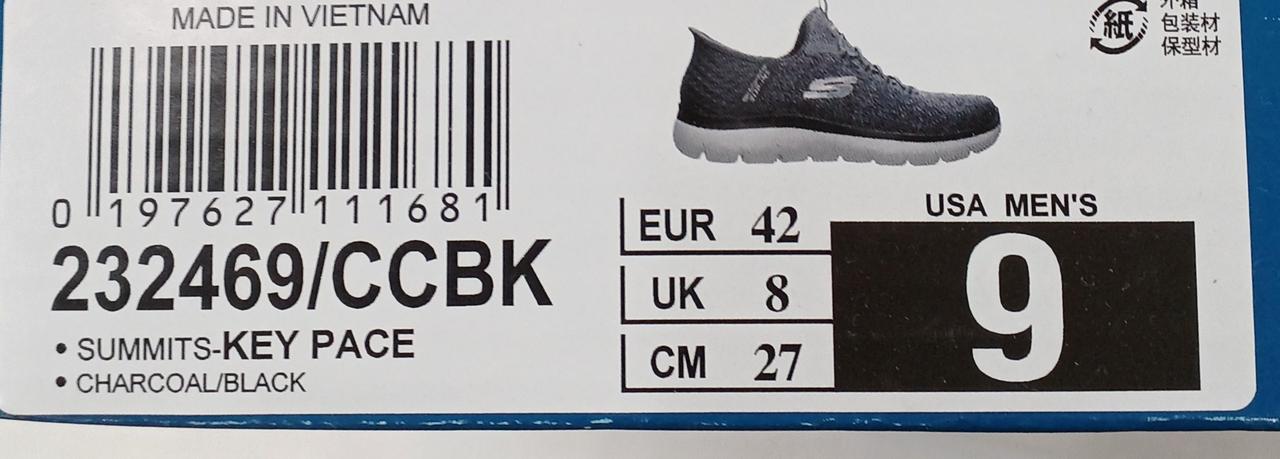 MADE IN VIETNAM
0 197627 111681
232469/CCBK
• SUMMITS-KEY PACE
• CHARCOAL/BLACK
EUR 42
UK 8
CM 27
USA MEN'S
9
紙
外箱
包装材
保型材